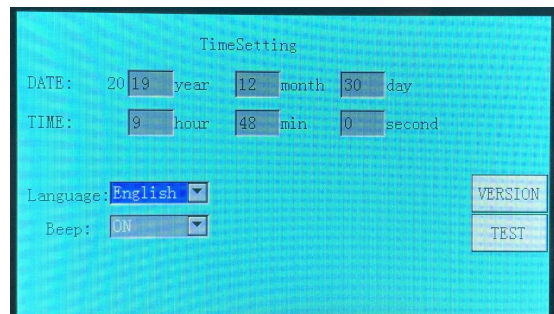 TimeSetting
DATE: 20 19 year 12 month 30 day
TIME: 9 hour 48 min 0 second
Language: English
VERSION
Beep: ON
TEST